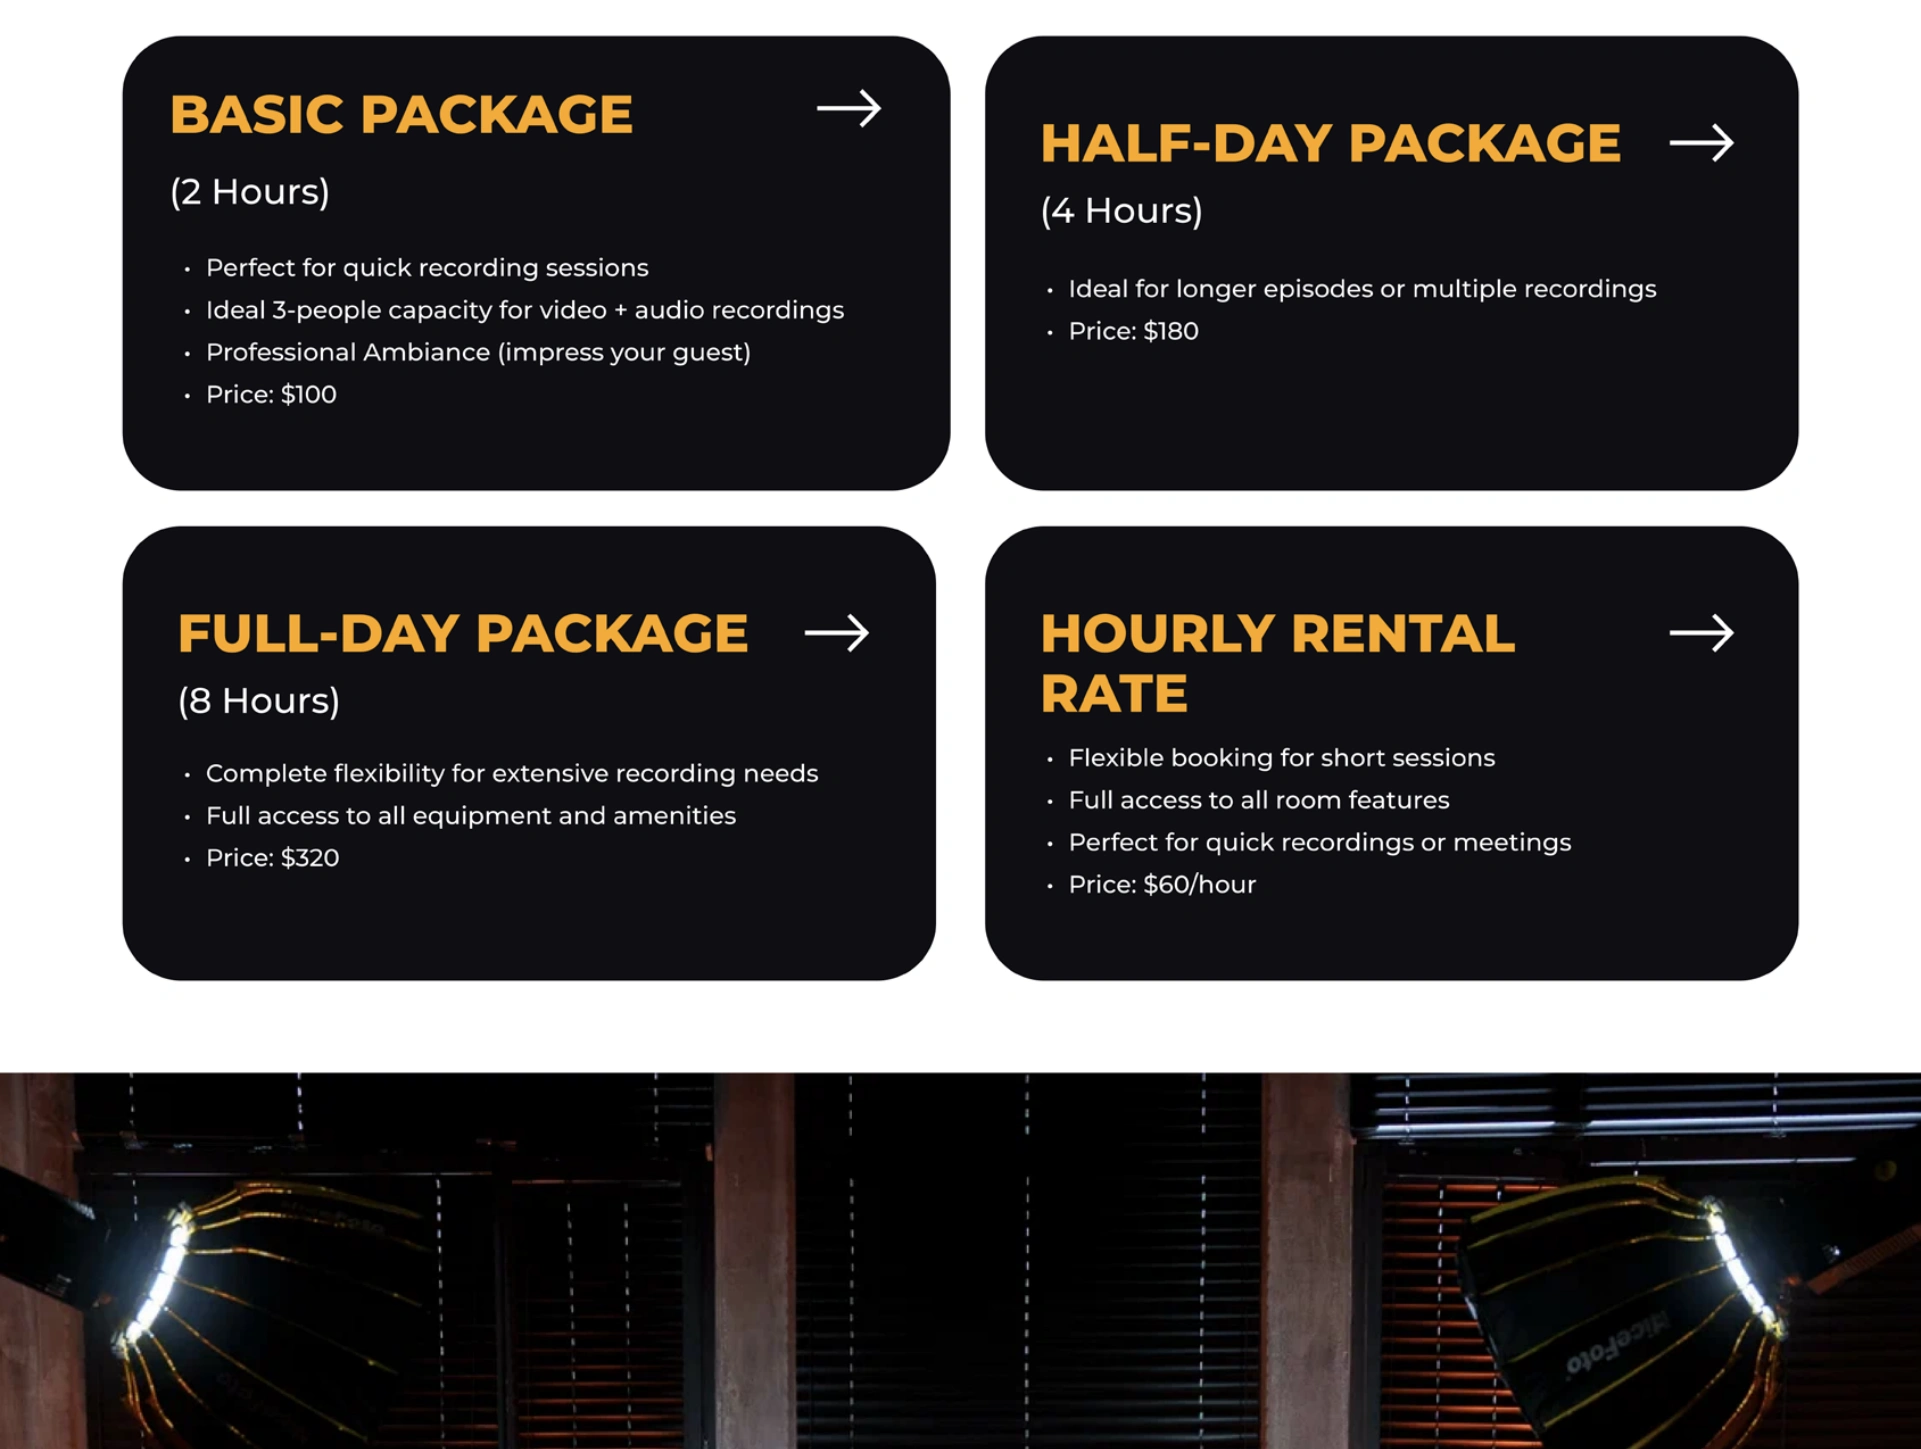 BASIC PACKAGE
(2 Hours)
• Perfect for quick recording sessions
• Ideal 3-people capacity for video + audio recordings
• Professional Ambiance (impress your guest)
• Price: $100
HALF-DAY PACKAGE
(4 Hours)
• Ideal for longer episodes or multiple recordings
• Price: $180
FULL-DAY PACKAGE
(8 Hours)
• Complete flexibility for extensive recording needs
• Full access to all equipment and amenities
• Price: $320
HOURLY RENTAL
RATE
• Flexible booking for short sessions
• Full access to all room features
• Perfect for quick recordings or meetings
• Price: $60/hour
NiceFoto